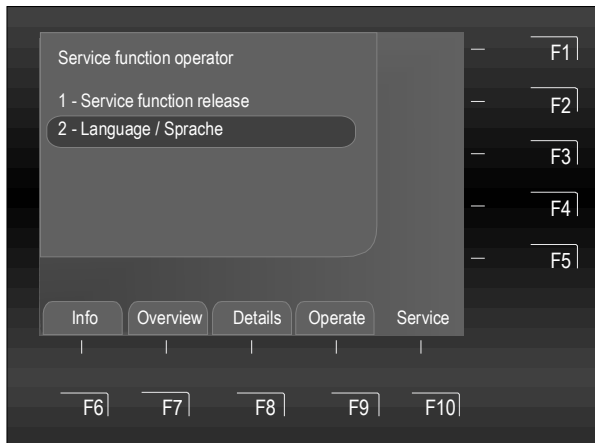 Service function operator
1 - Service function release
2 - Language / Sprache
F1
F2
F3
F4
F5
Info Overview Details Operate Service
F6 F7 F8 F9 F10